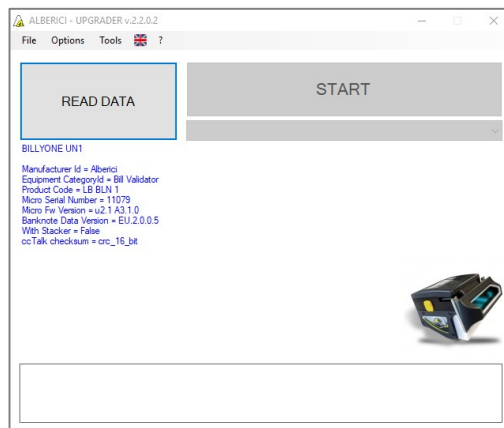 ALBERICI - UPGRADER v.2.2.0.2
File Options Tools ?
READ DATA
START
BILLYONE UN1
Manufacturer Id = Alberici
Equipment CategoryId = Bill Validator
Product Code = LB BLN 1
Micro Serial Number = 11079
Micro Fw Version = u2.1 A3.1.0
Banknote Data Version = EU.2.0.0.5
With Stacker = False
ccTalk checksum = crc_16_bit